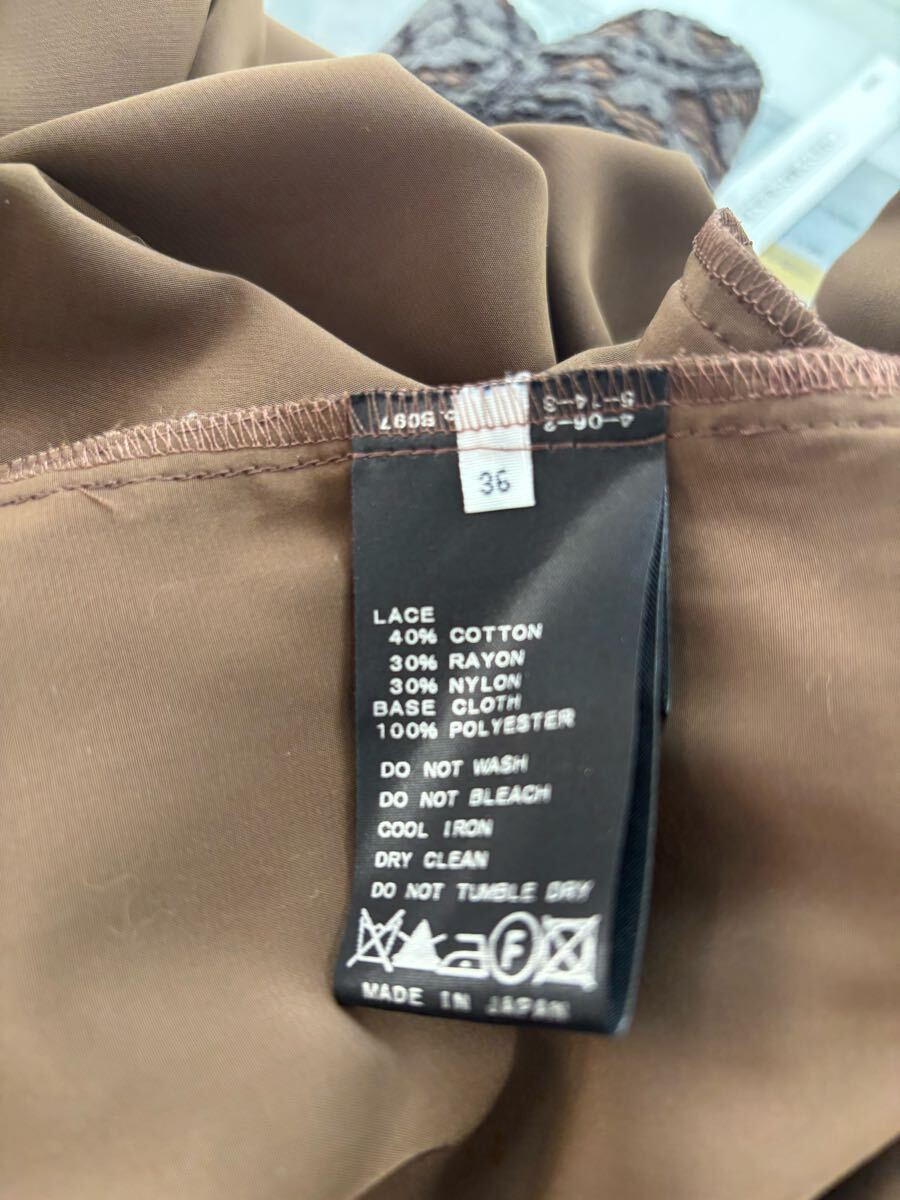 36
LACE
40% COTTON
30% RAYON
30% NYLON
BASE CLOTH
100% POLYESTER
DO NOT WASH
DO NOT BLEACH
COOL IRON
DRY CLEAN
DO NOT TUMBLE DRY
F
MADE IN JAPAN